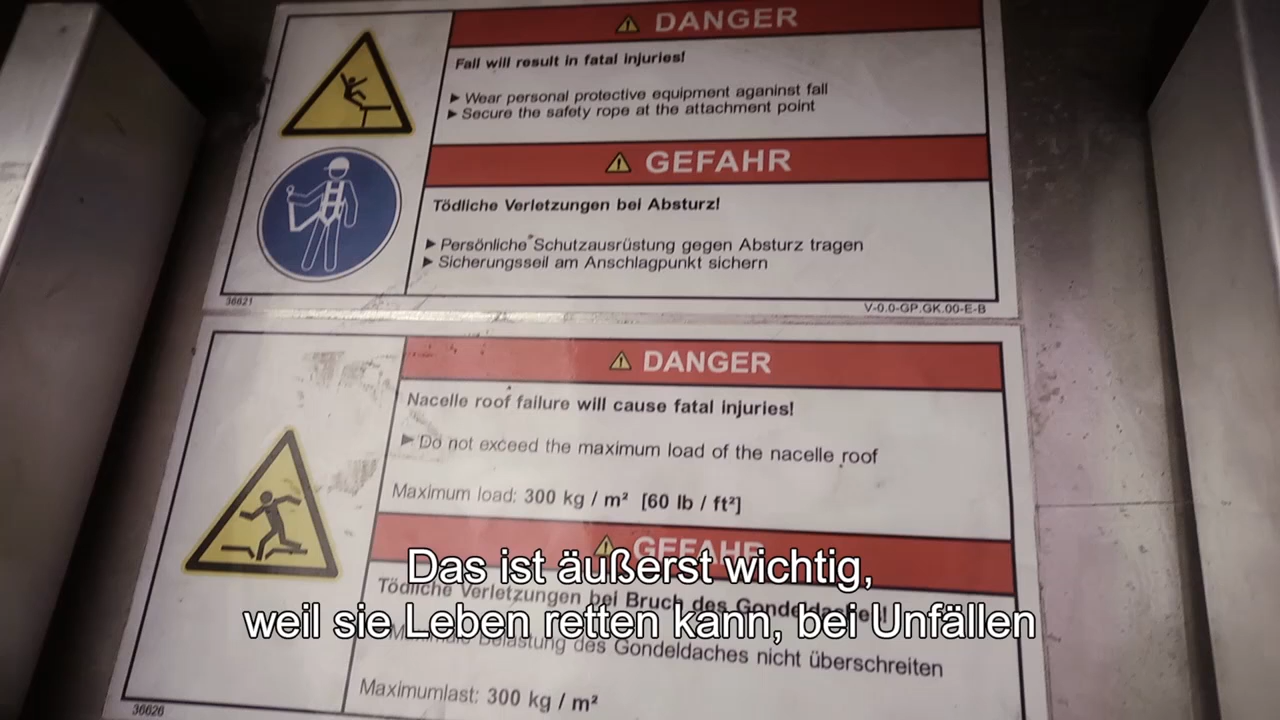 DANGER
Fall will result in fatal injuries!
Wear personal protective equipment aganinst fall
Secure the safety rope at the attachment point
GEFAHR
Tödliche Verletzungen bei Absturz!
Persönliche Schutzausrüstung gegen Absturz tragen
Sicherungsseil am Anschlagpunkt sichern
36621
V-0.0-GP.GK.00-E-B
DANGER
Nacelle roof failure will cause fatal injuries!
Do not exceed the maximum load of the nacelle roof
Maximum load: 300 kg / m² [60 lb / ft²]
GEFAHR
Tödliche Verletzungen bei Bruch des
Belastung des Gondeldaches nicht überschreiten
Maximumlast: 300 kg / m²
36626
Das ist äußerst wichtig,
weil sie Leben retten kann, bei Unfällen